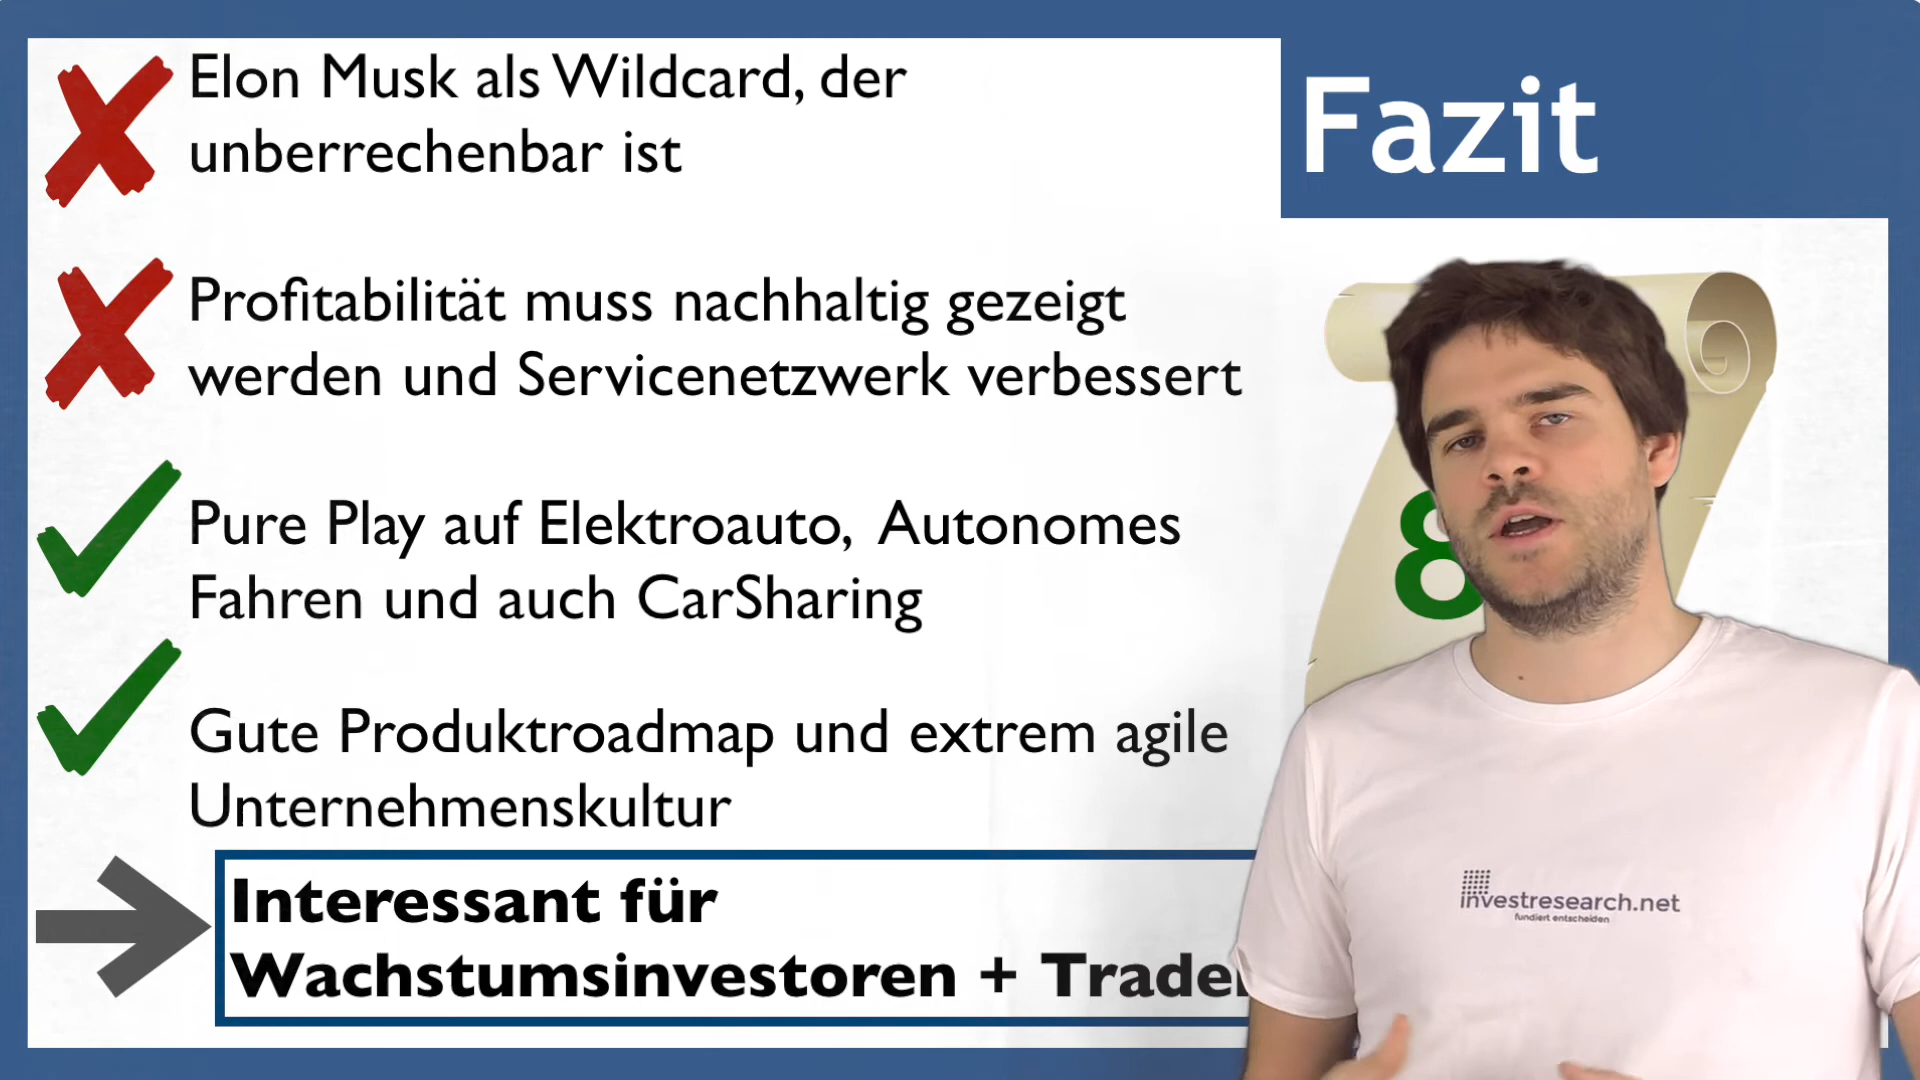 Elon Musk als Wildcard, der
unberrechenbar ist
Profitabilität muss nachhaltig gezeigt
werden und Servicenetzwerk verbessert
Pure Play auf Elektroauto, Autonomes
Fahren und auch CarSharing
Gute Produktroadmap und extrem agile
Unternehmenskultur
Interessant für
Wachstumsinvestoren +
Fazit
8
investresearch.net
fundiert entscheiden